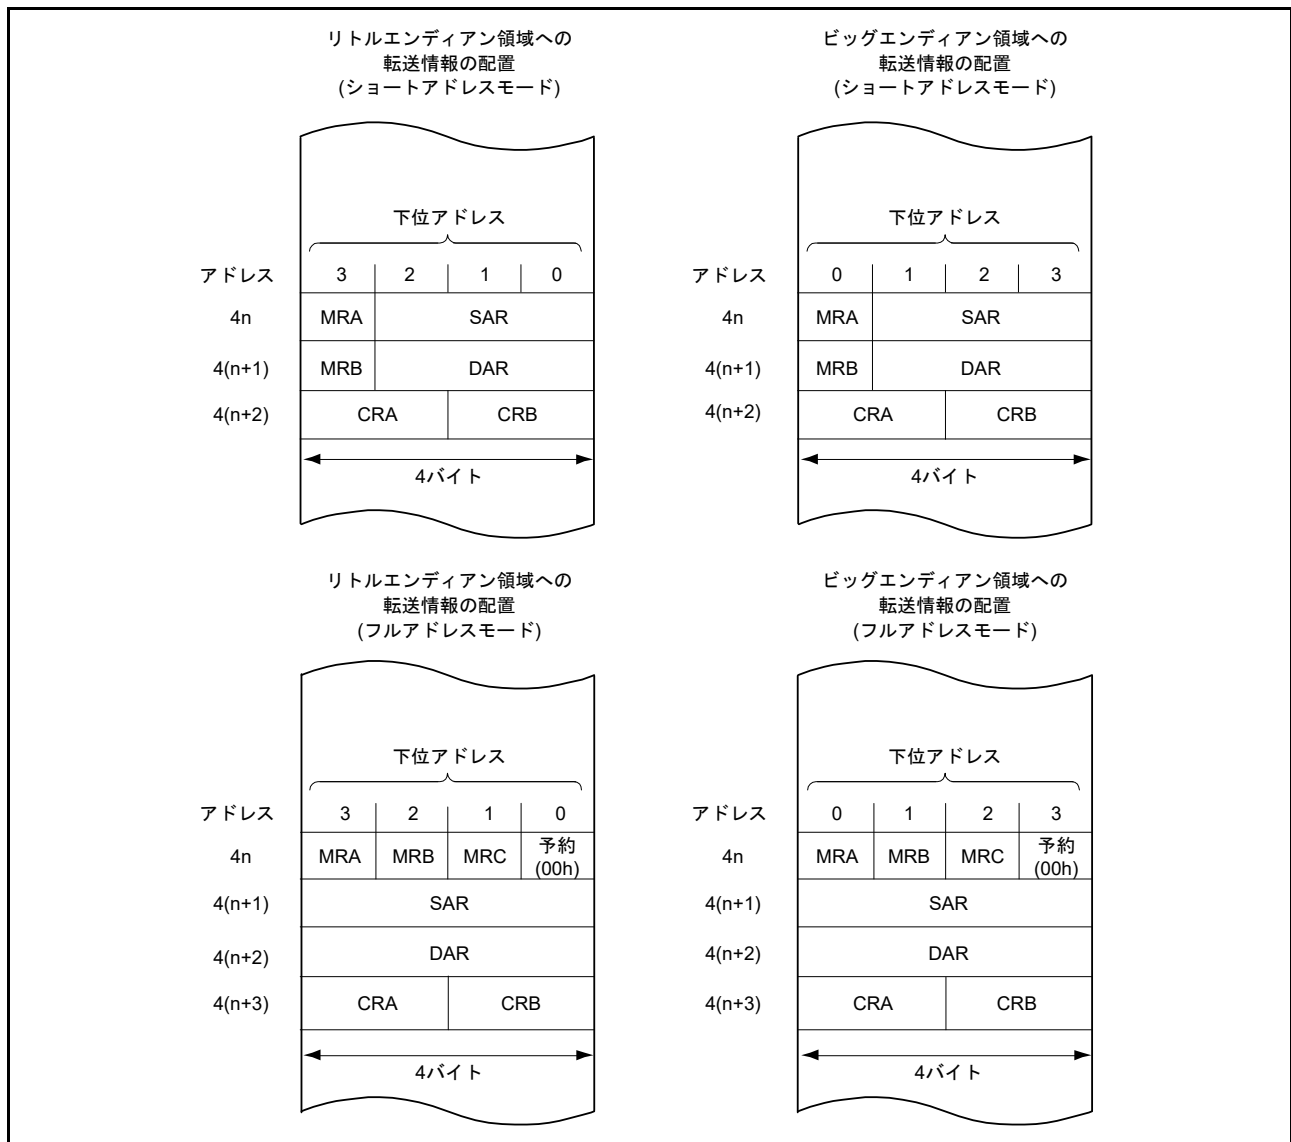 リトルエンディアン領域への
転送情報の配置
(ショートアドレスモード)
下位アドレス
アドレス 3 2 1 0
4n MRA SAR
4(n+1) MRB DAR
4(n+2) CRA CRB
4バイト
ビッグエンディアン領域への
転送情報の配置
(ショートアドレスモード)
下位アドレス
アドレス 0 1 2 3
4n MRA SAR
4(n+1) MRB DAR
4(n+2) CRA CRB
4バイト
リトルエンディアン領域への
転送情報の配置
(フルアドレスモード)
下位アドレス
アドレス 3 2 1 0
4n MRA MRB MRC 予約
(00h)
4(n+1) SAR
4(n+2) DAR
4(n+3) CRA CRB
4バイト
ビッグエンディアン領域への
転送情報の配置
(フルアドレスモード)
下位アドレス
アドレス 0 1 2 3
4n MRA MRB MRC 予約
(00h)
4(n+1) SAR
4(n+2) DAR
4(n+3) CRA CRB
4バイト